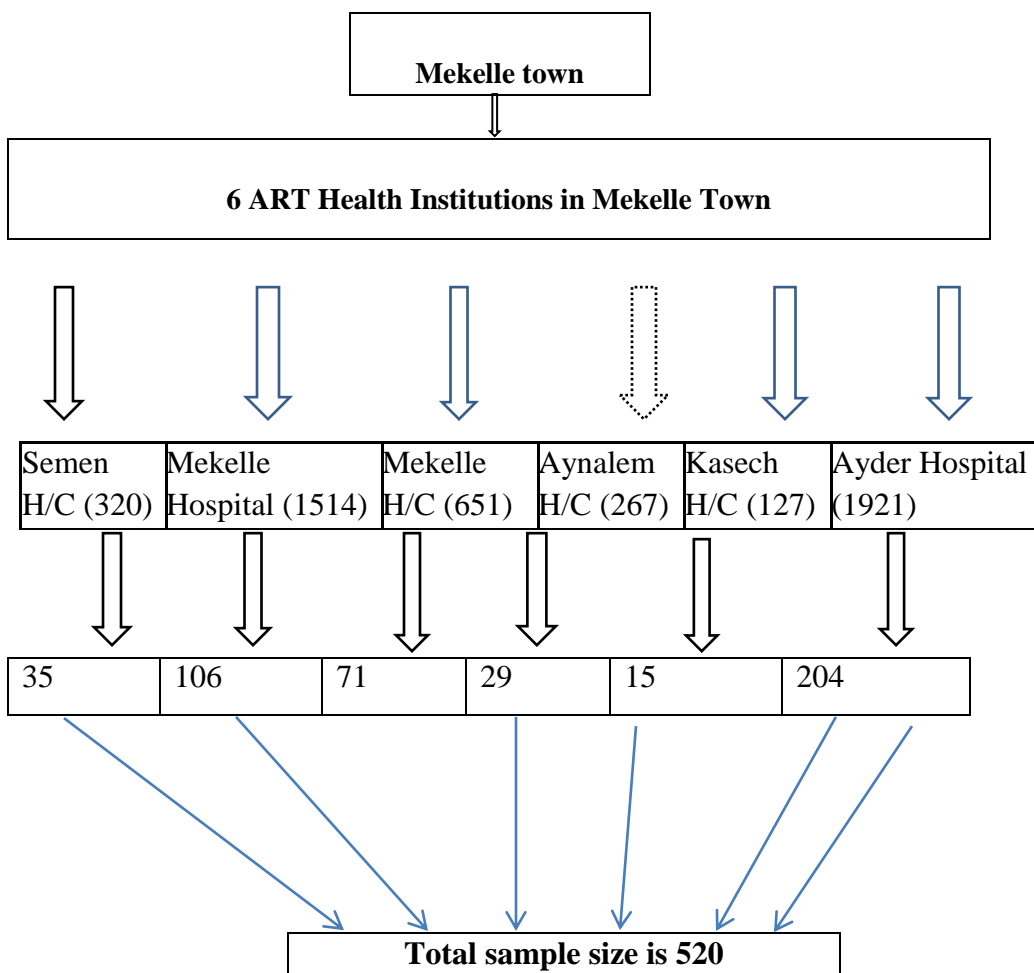 Mekelle town
6 ART Health Institutions in Mekelle Town
Semen
H/C (320)
Mekelle
Hospital (1514)
Mekelle
H/C (651)
Aynalem
H/C (267)
Kasech
H/C (127)
Ayder Hospital
(1921)
35
106
71
29
15
204
Total sample size is 520